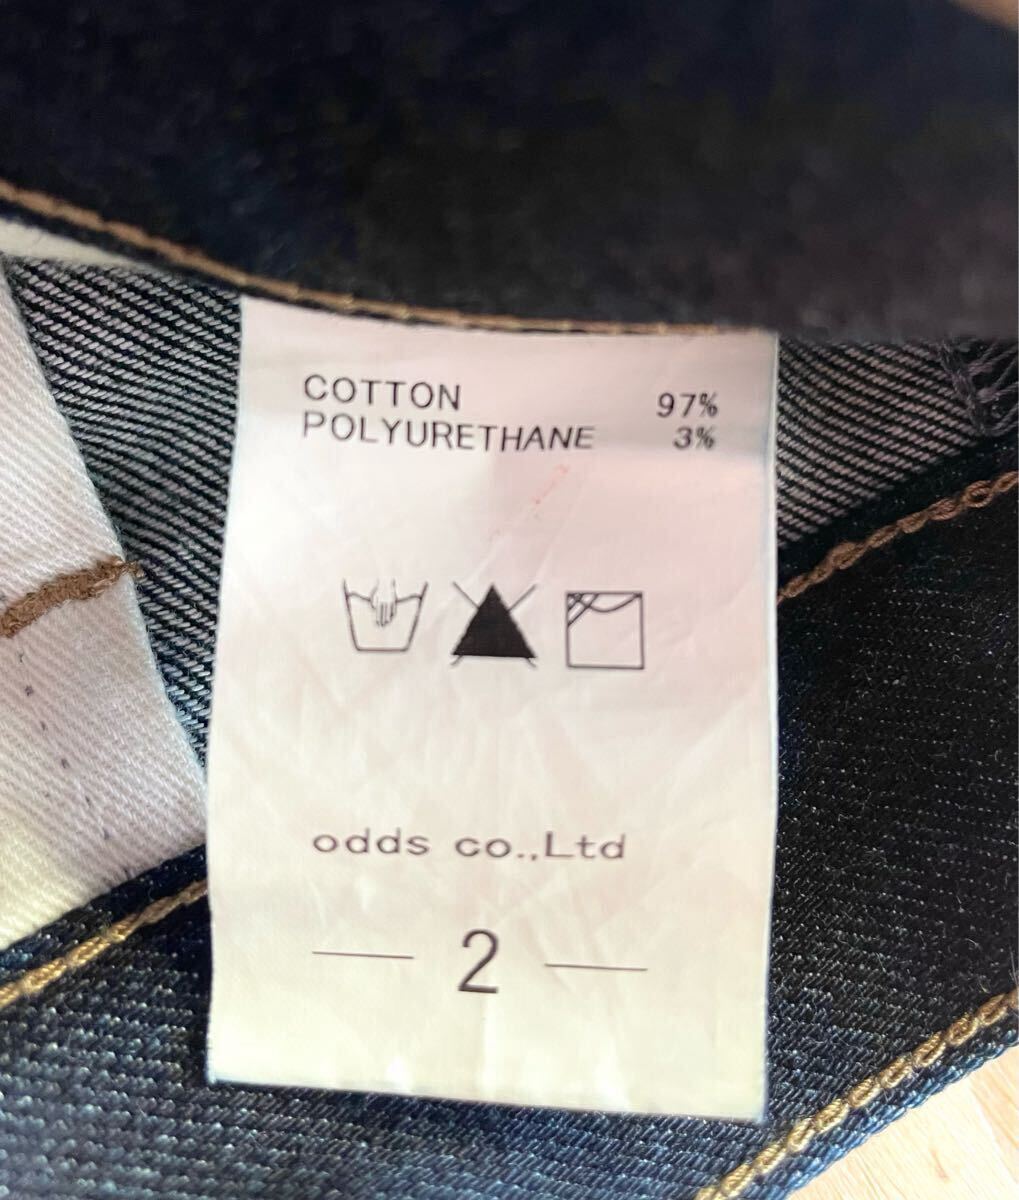 COTTON 97%
POLYURETHANE 3%
odds co.,Ltd
— 2 —